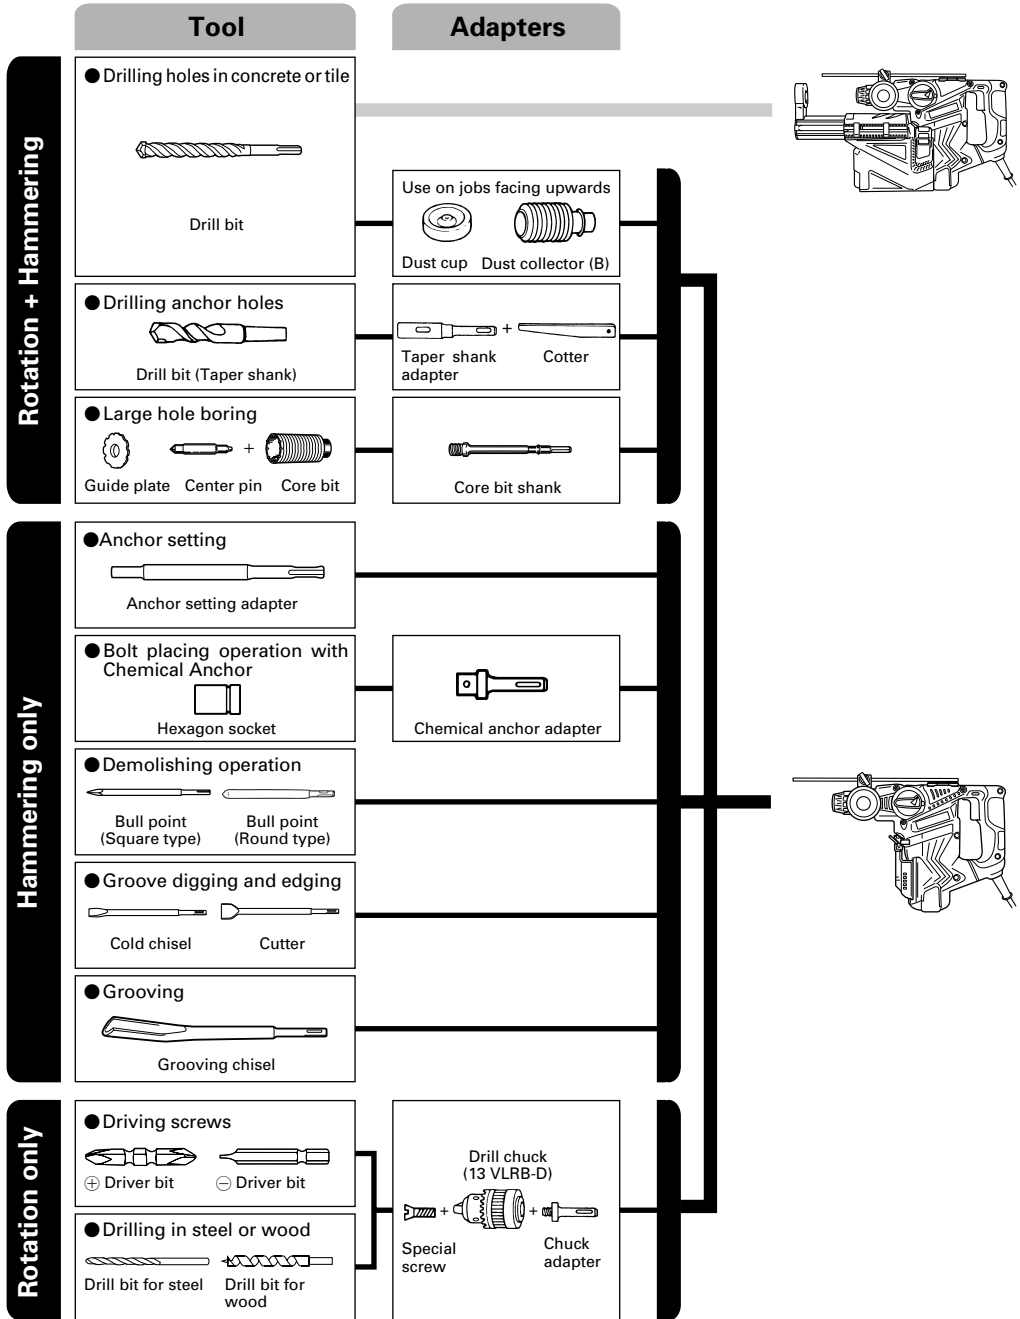 Tool
Adapters
Rotation + Hammering
● Drilling holes in concrete or tile
Drill bit
Use on jobs facing upwards
Dust cup
Dust collector (B)
● Drilling anchor holes
Drill bit (Taper shank)
+
Taper shank
adapter
Cotter
● Large hole boring
+
Guide plate
Center pin
Core bit
Core bit shank
Hammering only
●Anchor setting
Anchor setting adapter
● Bolt placing operation with
Chemical Anchor
Hexagon socket
Chemical anchor adapter
● Demolishing operation
Bull point
(Square type)
Bull point
(Round type)
● Groove digging and edging
Cold chisel
Cutter
● Grooving
Grooving chisel
Rotation only
● Driving screws
⊕ Driver bit
⊖ Driver bit
● Drilling in steel or wood
Drill bit for steel
Drill bit for
wood
Drill chuck
(13 VLRB-D)
+ +
Special
screw
Chuck
adapter